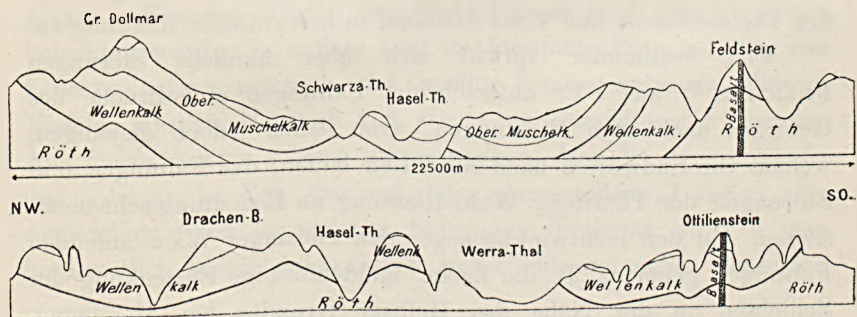 Gr. Dollmar
Feldstein
Schwarza-Th.
Hasel-Th.
Ober
Wellenkalk
Muschelkalk
Ober Muschelk.
Wellenkalk
Basalt
Röth
Röth
22500 m
NW.
SO.
Drachen-B.
Hasel-Th.
Ottilienstein
Werra-Thal
Wellenk
Wellen kalk
Röth
Wellenkalk
Basalt
Röth